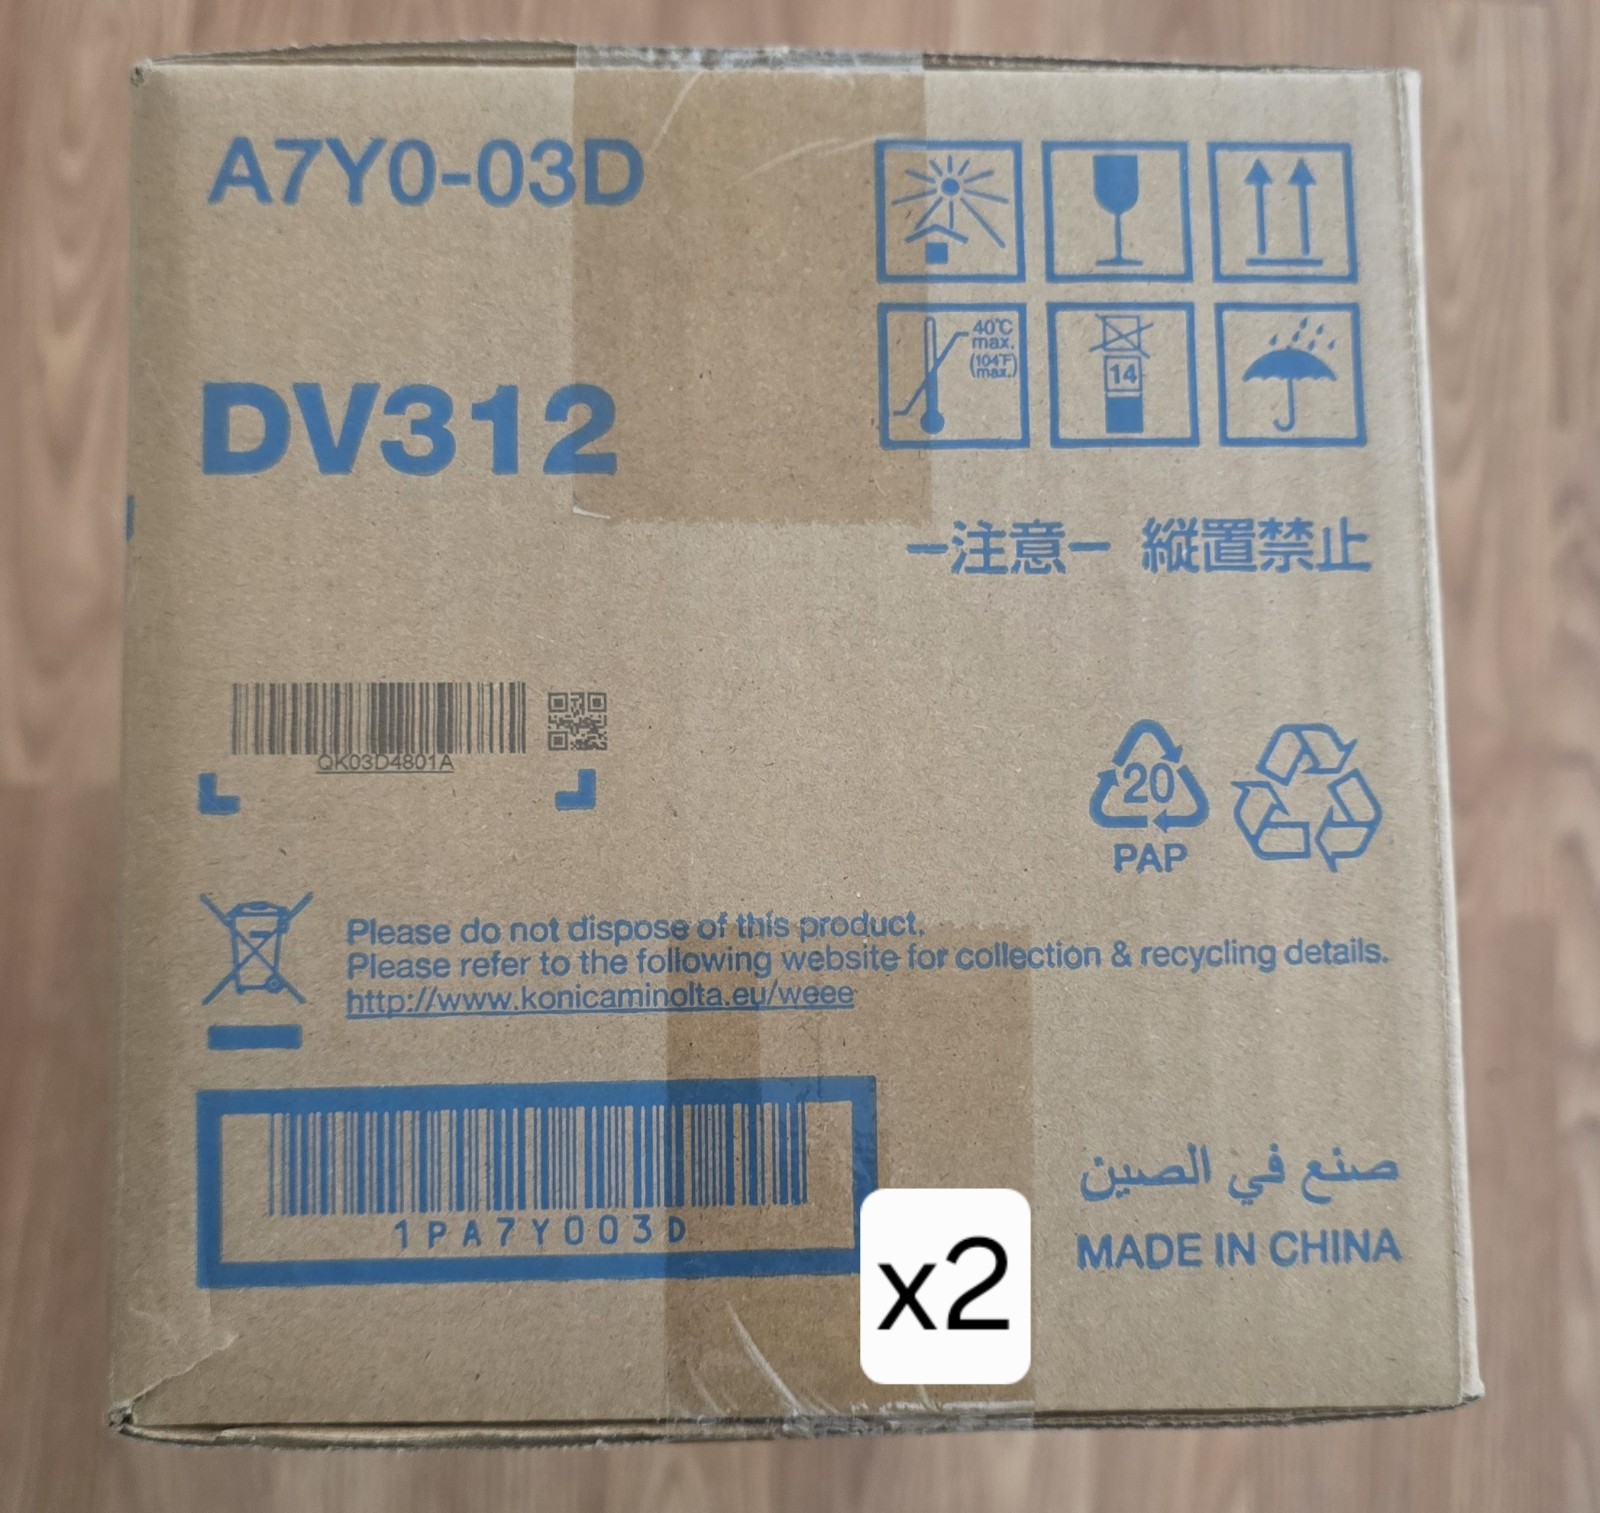 A7Y0-03D
40℃
max.
(104℉
max.)
14
DV312
ー注意ー 縦置禁止
QK03D4801A
20
PAP
Please do not dispose of this product.
Please refer to the following website for collection & recycling details.
http://www.konicaminolta.eu/weee
1PA7Y003D
صنع في الصين
MADE IN CHINA
x2